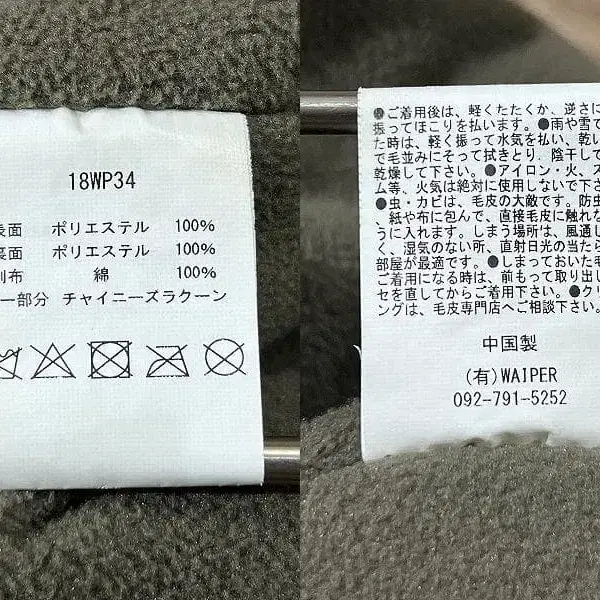 18WP34
表面 ポリエステル 100%
裏面 ポリエステル 100%
別布 綿 100%
ー部分 チャイニーズラクーン
●ご着用後は、軽くたたくか、逆さに
振ってほこりを払います。●雨や雪で
た時は、軽く振って水気を払い、乾い
で毛並みにそって拭きとり、陰干して
乾燥して下さい。●アイロン・火、ス
ム等、火気は絶対に使用しないで下さ
●虫・カビは、毛皮の大敵です。防虫
紙や布に包んで、直接毛皮に触れな
うに入れます。しまう場所は、風通し
く、湿気のない所、直射日光の当たら
部屋が最適です。●しまっておいた毛
ご着用になる時は、前もって取り出し
セを直してからご着用下さい。●クリ
ングは、毛皮専門店へご相談下さい。
中国製
(有)WAIPER
092-791-5252